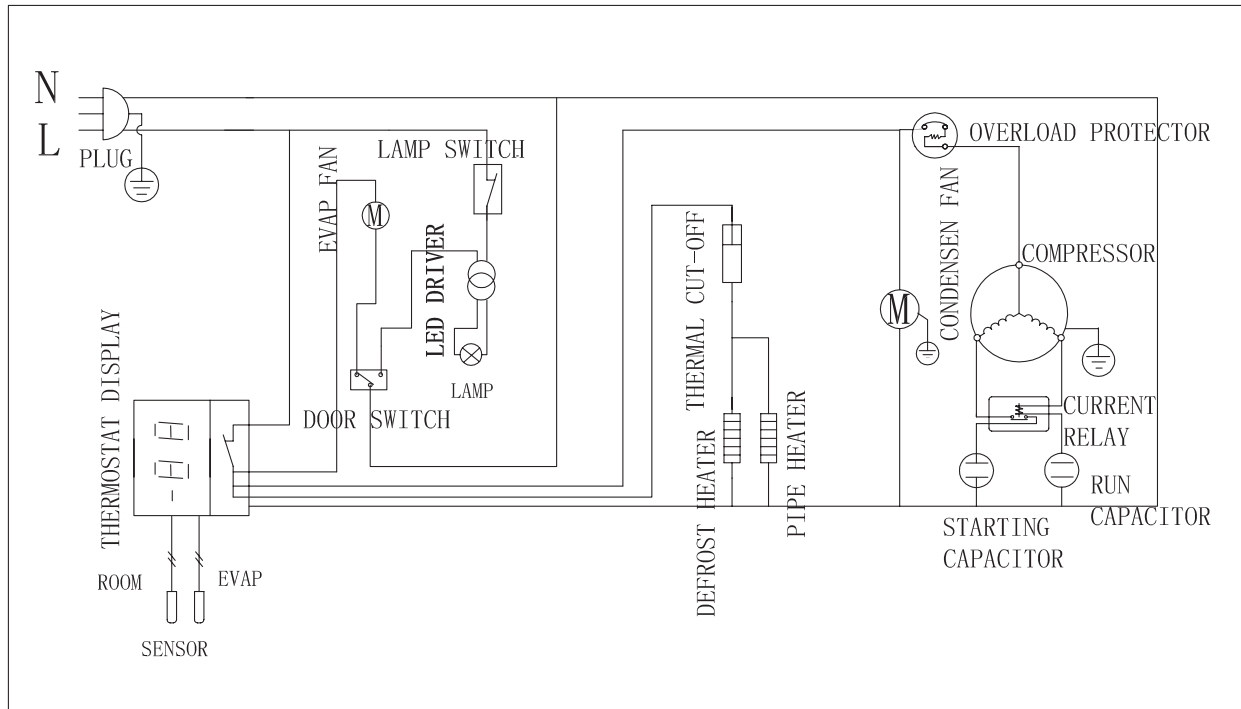 N
L
PLUG
LAMP SWITCH
EVAP FAN
M
LED DRIVER
LAMP
DOOR SWITCH
THERMOSTAT DISPLAY
ROOM
EVAP
SENSOR
THERMAL CUT-OFF
DEFROST HEATER
PIPE HEATER
OVERLOAD PROTECTOR
CONDENSEN FAN
M
COMPRESSOR
CURRENT
RELAY
RUN
CAPACITOR
STARTING
CAPACITOR